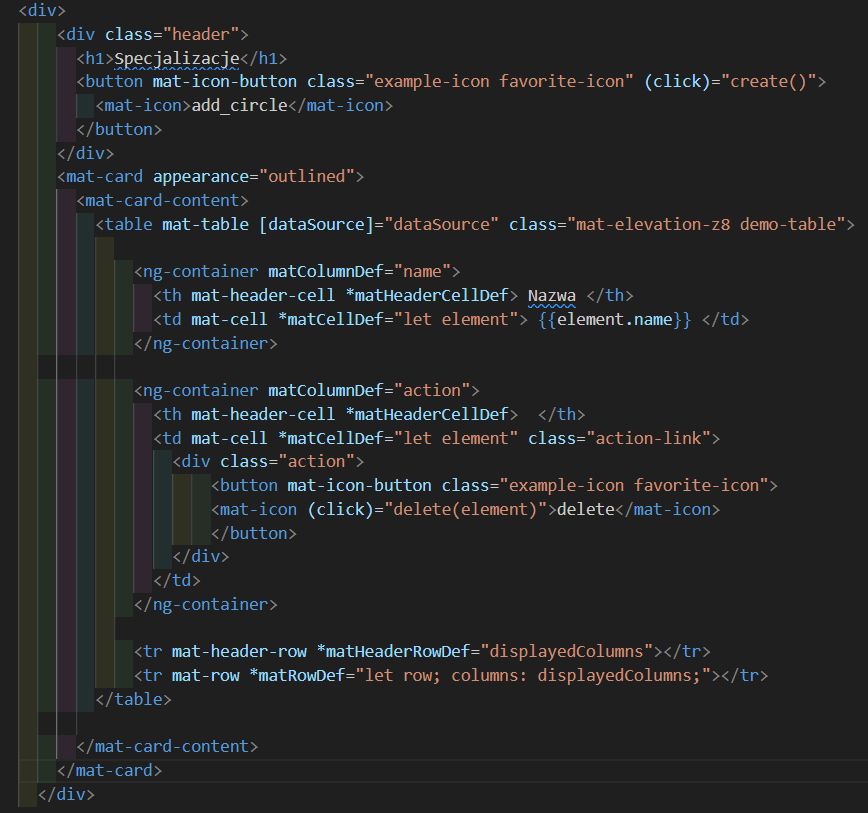 <div>
<div class="header">
<h1>Specjalizacje</h1>
<button mat-icon-button class="example-icon favorite-icon" (click)="create()">
<mat-icon>add_circle</mat-icon>
</button>
</div>
<mat-card appearance="outlined">
<mat-card-content>
<table mat-table [dataSource]="dataSource" class="mat-elevation-z8 demo-table">
<ng-container matColumnDef="name">
<th mat-header-cell *matHeaderCellDef> Nazwa </th>
<td mat-cell *matCellDef="let element"> {{element.name}} </td>
</ng-container>
<ng-container matColumnDef="action">
<th mat-header-cell *matHeaderCellDef>  </th>
<td mat-cell *matCellDef="let element" class="action-link">
<div class="action">
<button mat-icon-button class="example-icon favorite-icon">
<mat-icon (click)="delete(element)">delete</mat-icon>
</button>
</div>
</td>
</ng-container>
<tr mat-header-row *matHeaderRowDef="displayedColumns"></tr>
<tr mat-row *matRowDef="let row; columns: displayedColumns;"></tr>
</table>
</mat-card-content>
</mat-card>
</div>